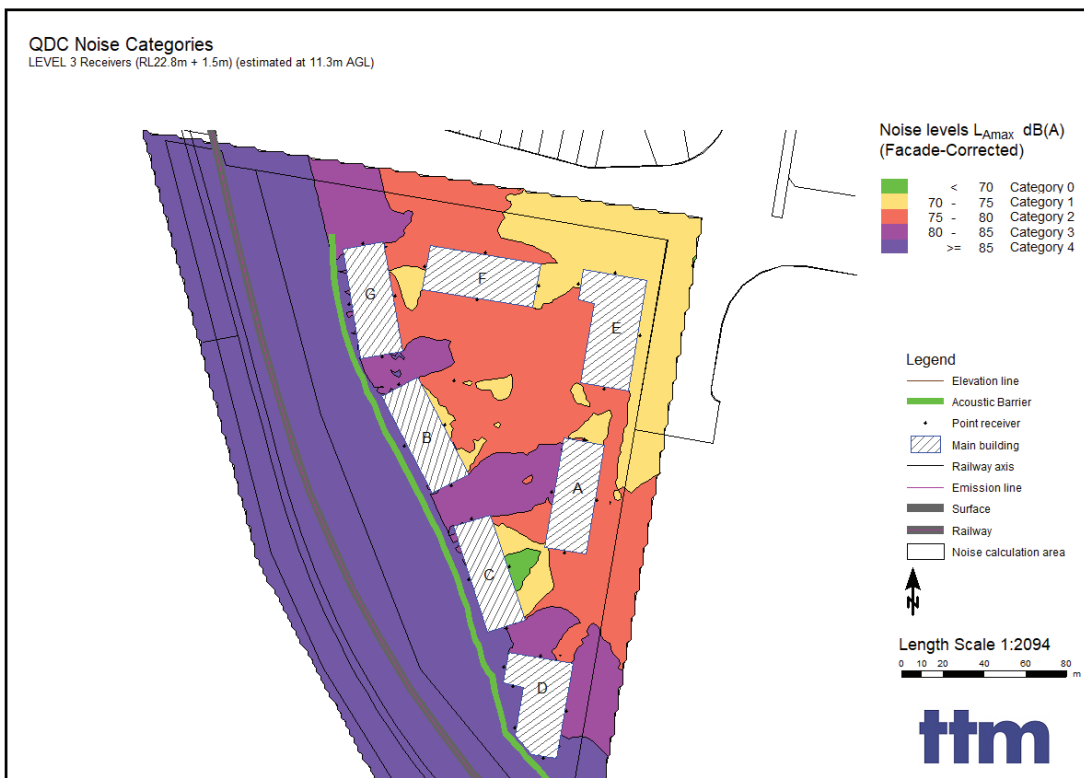 QDC Noise Categories
LEVEL 3 Receivers (RL22.8m + 1.5m) (estimated at 11.3m AGL)
Noise levels LAmax dB(A)
(Facade-Corrected)
< 70 Category 0
70 - 75 Category 1
75 - 80 Category 2
80 - 85 Category 3
>= 85 Category 4
G
F
E
B
A
C
D
Legend
Elevation line
Acoustic Barrier
Point receiver
Main building
Railway axis
Emission line
Surface
Railway
Noise calculation area
N
Length Scale 1:2094
0 10 20 40 60 80
m
ttm